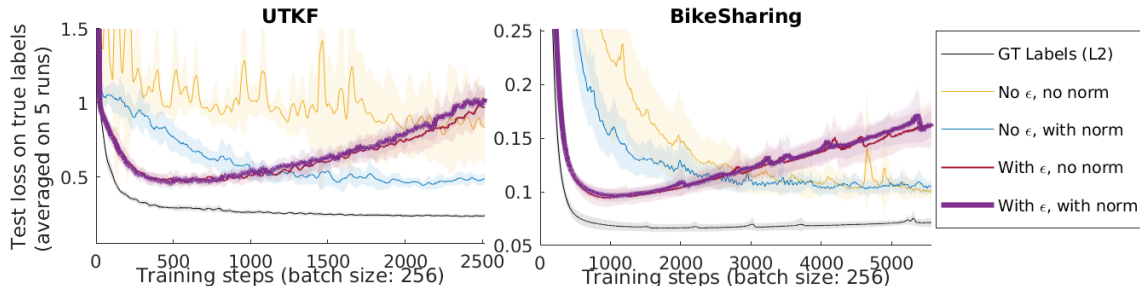 UTKF
BikeSharing
Test loss on true labels
(averaged on 5 runs)
1.5
1
0.5
0 500 1000 1500 2000 2500
Training steps (batch size: 256)
0.25
0.2
0.15
0.1
0.05
0 1000 2000 3000 4000 5000
Training steps (batch size: 256)
GT Labels (L2)
No ϵ, no norm
No ϵ, with norm
With ϵ, no norm
With ϵ, with norm